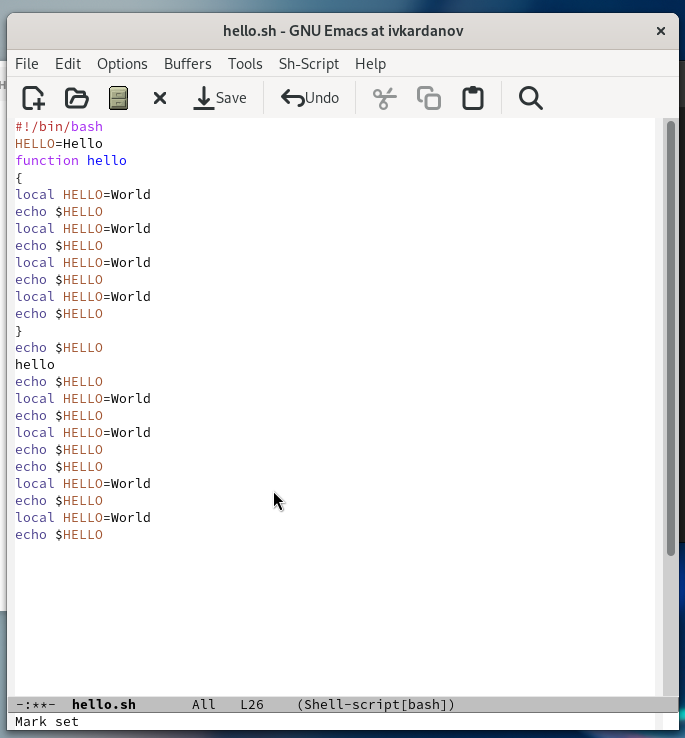 hello.sh - GNU Emacs at ivkardanov
File Edit Options Buffers Tools Sh-Script Help
Save Undo
#!/bin/bash
HELLO=Hello
function hello
{
local HELLO=World
echo $HELLO
local HELLO=World
echo $HELLO
local HELLO=World
echo $HELLO
local HELLO=World
echo $HELLO
}
echo $HELLO
hello
echo $HELLO
local HELLO=World
echo $HELLO
local HELLO=World
echo $HELLO
echo $HELLO
local HELLO=World
echo $HELLO
local HELLO=World
echo $HELLO
-:**- hello.sh All L26 (Shell-script[bash])
Mark set